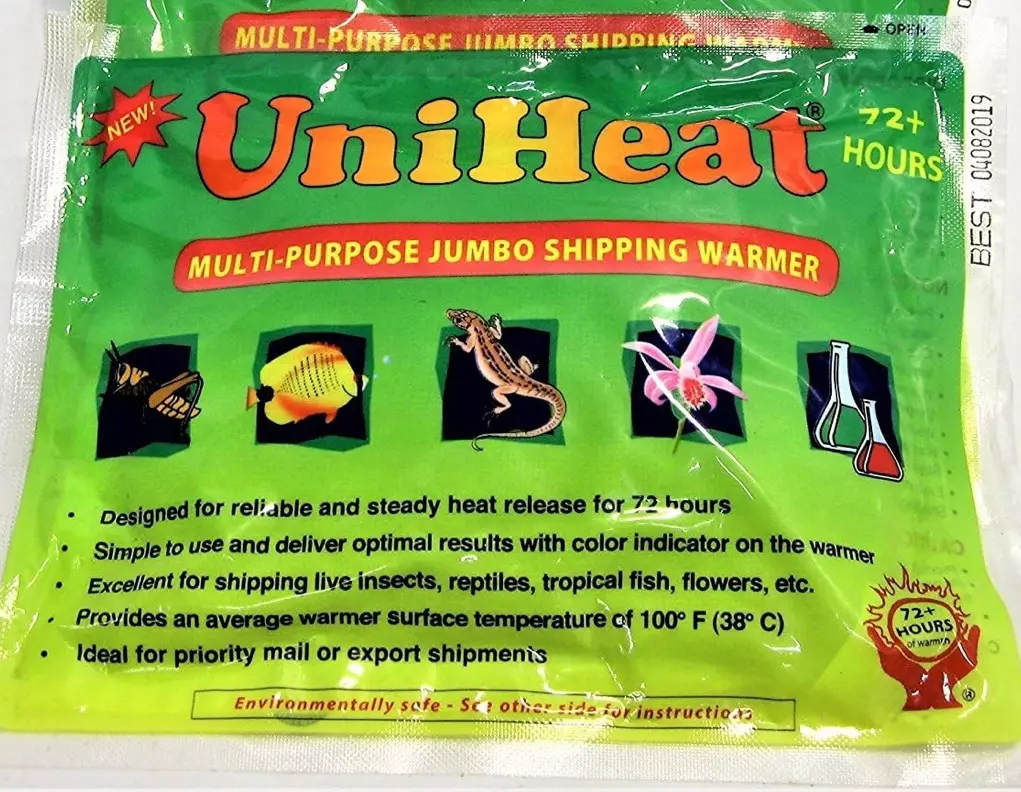 MULTI-PURPOSE JUMBO SHIPPING WARMER
OPEN
NEW!
UniHeat®
72+
HOURS
BEST 04082019
MULTI-PURPOSE JUMBO SHIPPING WARMER
• Designed for reliable and steady heat release for 72 hours
• Simple to use and deliver optimal results with color indicator on the warmer
• Excellent for shipping live insects, reptiles, tropical fish, flowers, etc.
• Provides an average warmer surface temperature of 100° F (38° C)
• Ideal for priority mail or export shipments
72+
HOURS
of warmth
®
Environmentally safe - See other side for instructions